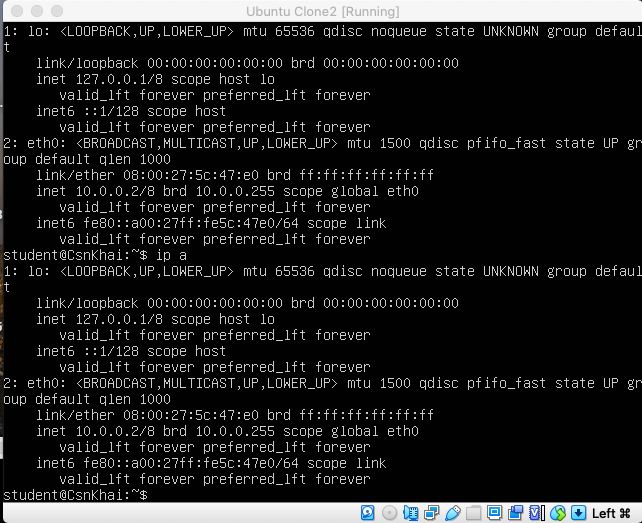 Ubuntu Clone2 [Running]
1: lo: <LOOPBACK,UP,LOWER_UP> mtu 65536 qdisc noqueue state UNKNOWN group defaul
t
link/loopback 00:00:00:00:00:00 brd 00:00:00:00:00:00
inet 127.0.0.1/8 scope host lo
valid_lft forever preferred_lft forever
inet6 ::1/128 scope host
valid_lft forever preferred_lft forever
2: eth0: <BROADCAST,MULTICAST,UP,LOWER_UP> mtu 1500 qdisc pfifo_fast state UP gr
oup default qlen 1000
link/ether 08:00:27:5c:47:e0 brd ff:ff:ff:ff:ff:ff
inet 10.0.0.2/8 brd 10.0.0.255 scope global eth0
valid_lft forever preferred_lft forever
inet6 fe80::a00:27ff:fe5c:47e0/64 scope link
valid_lft forever preferred_lft forever
student@CsnKhai:~$ ip a
1: lo: <LOOPBACK,UP,LOWER_UP> mtu 65536 qdisc noqueue state UNKNOWN group defaul
t
link/loopback 00:00:00:00:00:00 brd 00:00:00:00:00:00
inet 127.0.0.1/8 scope host lo
valid_lft forever preferred_lft forever
inet6 ::1/128 scope host
valid_lft forever preferred_lft forever
2: eth0: <BROADCAST,MULTICAST,UP,LOWER_UP> mtu 1500 qdisc pfifo_fast state UP gr
oup default qlen 1000
link/ether 08:00:27:5c:47:e0 brd ff:ff:ff:ff:ff:ff
inet 10.0.0.2/8 brd 10.0.0.255 scope global eth0
valid_lft forever preferred_lft forever
inet6 fe80::a00:27ff:fe5c:47e0/64 scope link
valid_lft forever preferred_lft forever
student@CsnKhai:~$
Left ⌘